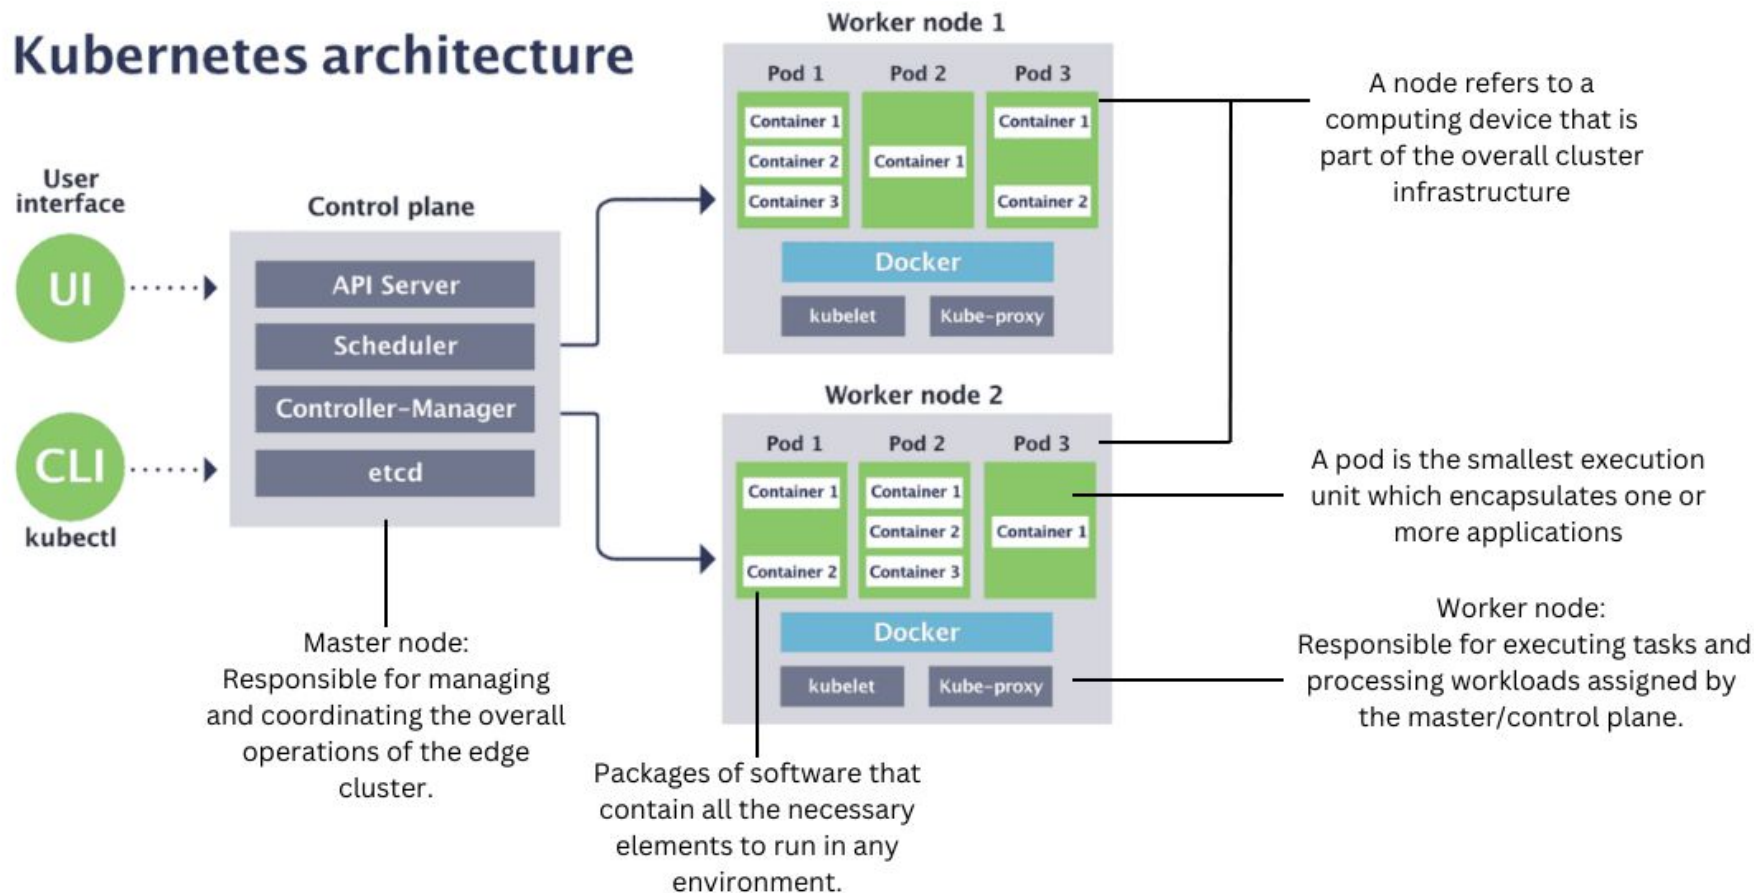 Kubernetes architecture
User
interface
UI
CLI
kubectl
Control plane
API Server
Scheduler
Controller-Manager
etcd
Master node:
Responsible for managing
and coordinating the overall
operations of the edge
cluster.
Worker node 1
Pod 1
Pod 2
Pod 3
Container 1
Container 2
Container 3
Container 1
Container 1
Container 2
Docker
kubelet
Kube-proxy
Worker node 2
Pod 1
Pod 2
Pod 3
Container 1
Container 2
Container 1
Container 2
Container 3
Container 1
Docker
kubelet
Kube-proxy
Packages of software that
contain all the necessary
elements to run in any
environment.
A node refers to a
computing device that is
part of the overall cluster
infrastructure
A pod is the smallest execution
unit which encapsulates one or
more applications
Worker node:
Responsible for executing tasks and
processing workloads assigned by
the master/control plane.